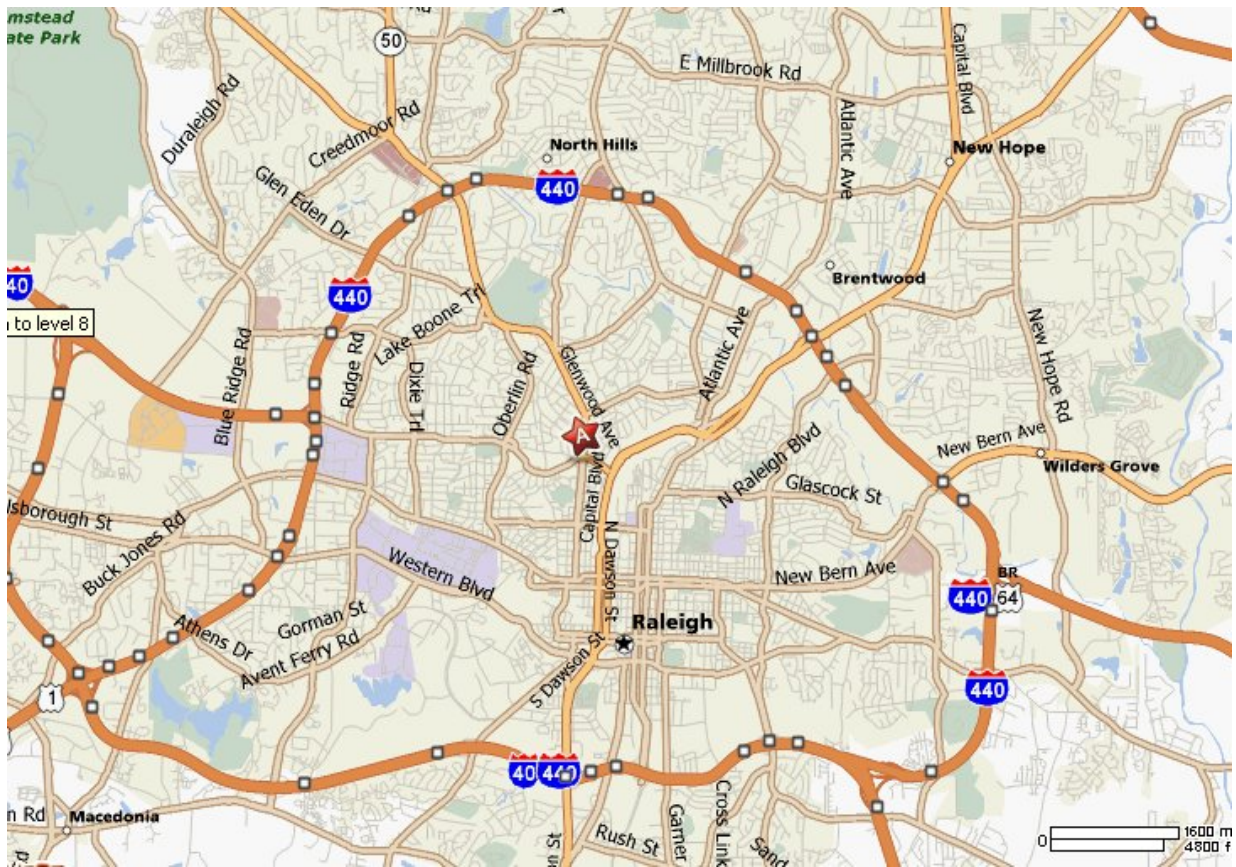 mstead
ate Park
50
Rd
E Millbrook Rd
Capital Blvd
Duraleigh Rd
Creedmoor Rd
North Hills
Atlantic Ave
New Hope
440
Glen Eden Dr
Brentwood
40
440
to level 8
Lake Boone Trl
Blue Ridge Rd
Ridge Rd
Dixie Trl
Oberlin Rd
Glenwood Ave
Atlantic Ave
New Hope Rd
A
New Bern Ave
Wilders Grove
Capital Blvd
N Raleigh Blvd
Glascock St
lsborough St
Buck Jones Rd
N Dawson St
Western Blvd
New Bern Ave
BR
440
64
Gorman St
Athens Dr
Avent Ferry Rd
Raleigh
S Dawson St
1
440
40
440
Macedonia
n Rd
Rush St
Garner
Cross Link
Sand
n St
0
1600 m
4800 f